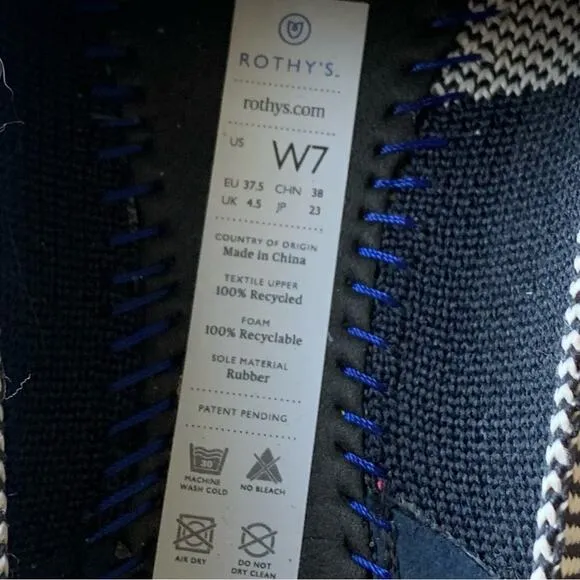 ROTHY'S
rothys.com
US W7
EU 37.5 CHN 38
UK 4.5 JP 23
COUNTRY OF ORIGIN
Made in China
TEXTILE UPPER
100% Recycled
FOAM
100% Recyclable
SOLE MATERIAL
Rubber
PATENT PENDING
30
MACHINE
WASH COLD
NO BLEACH
AIR DRY
DO NOT
DRY CLEAN